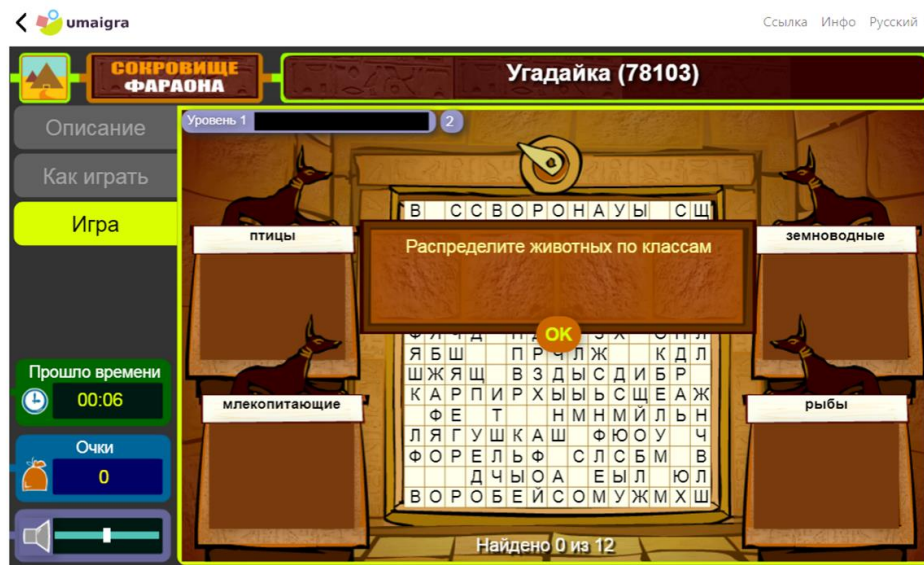 umaigra
Ссылка Инфо Русский
СОКРОВИЩЕ
ФАРАОНА
Угадайка (78103)
Описание
Как играть
Игра
Уровень 1
2
В ССВОРОНАУЫ СЩ
птицы
земноводные
Распределите животных по классам
OK
ЯБШ ПРЧЛЖ КДЛ
ШЖЯЩ ВЗДЫСДИБР
КАРПИРХЫЫЬСЩЕАЖ
ФЕ Т НМНМЙЛЬН
ЛЯГУШКАШ ФЮОУ Ч
ФОРЕЛЬФ СЛСБМ В
ДЧЫОА ЕЫЛ ЮЛ
ВОРОБЕЙСОМУЖМХШ
млекопитающие
рыбы
Прошло времени
00:06
Очки
0
Найдено 0 из 12